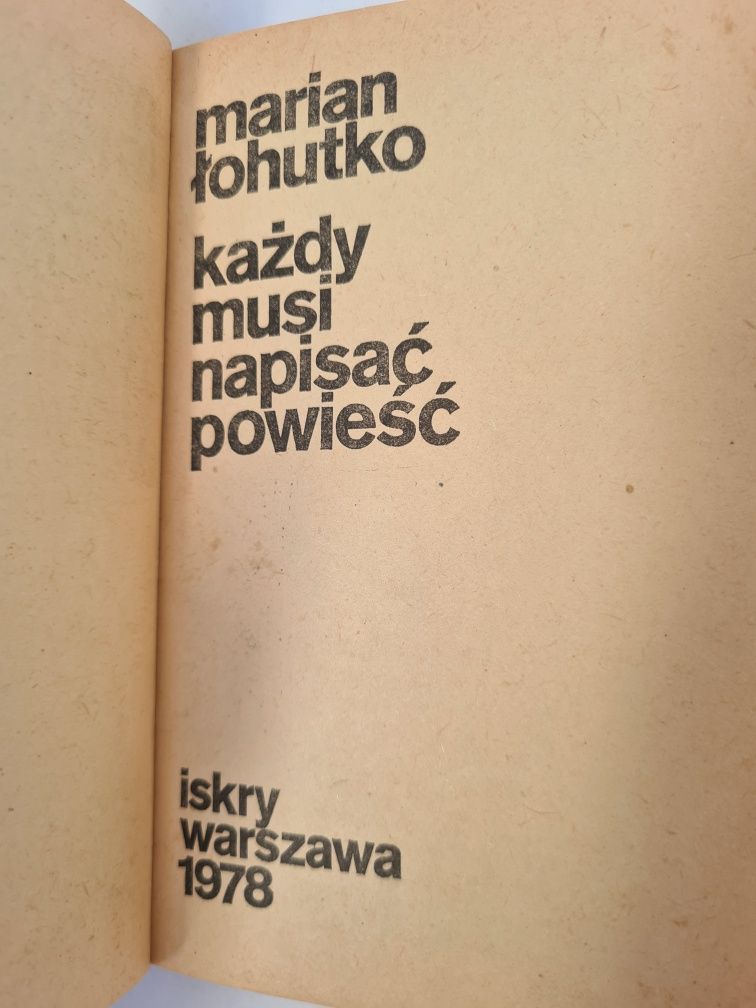 marian
łohutko
każdy
musi
napisać
powieść
iskry
warszawa
1978